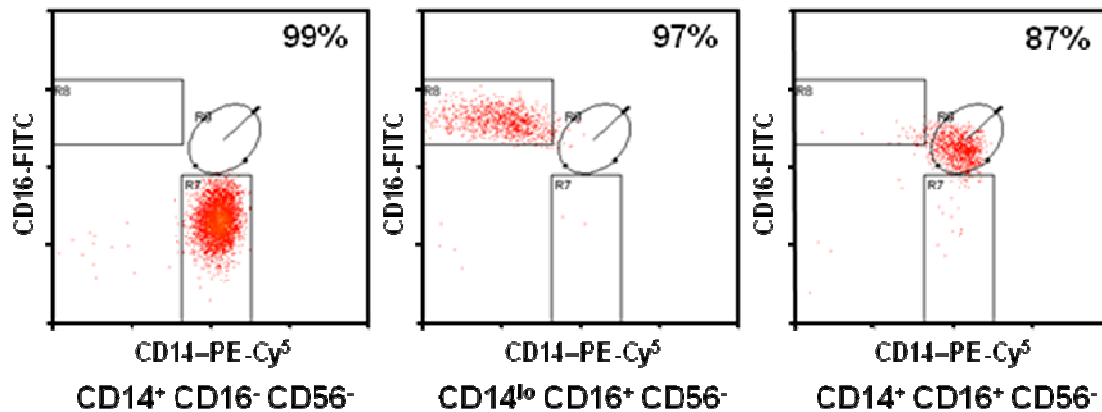 99%
97%
87%
R8
R8
R8
R7
R7
R7
CD16-FITC
CD16-FITC
CD16-FITC
CD14–PE-Cy⁵
CD14–PE-Cy⁵
CD14–PE-Cy⁵
CD14⁺ CD16⁻ CD56⁻
CD14ˡᵒ CD16⁺ CD56⁻
CD14⁺ CD16⁺ CD56⁻